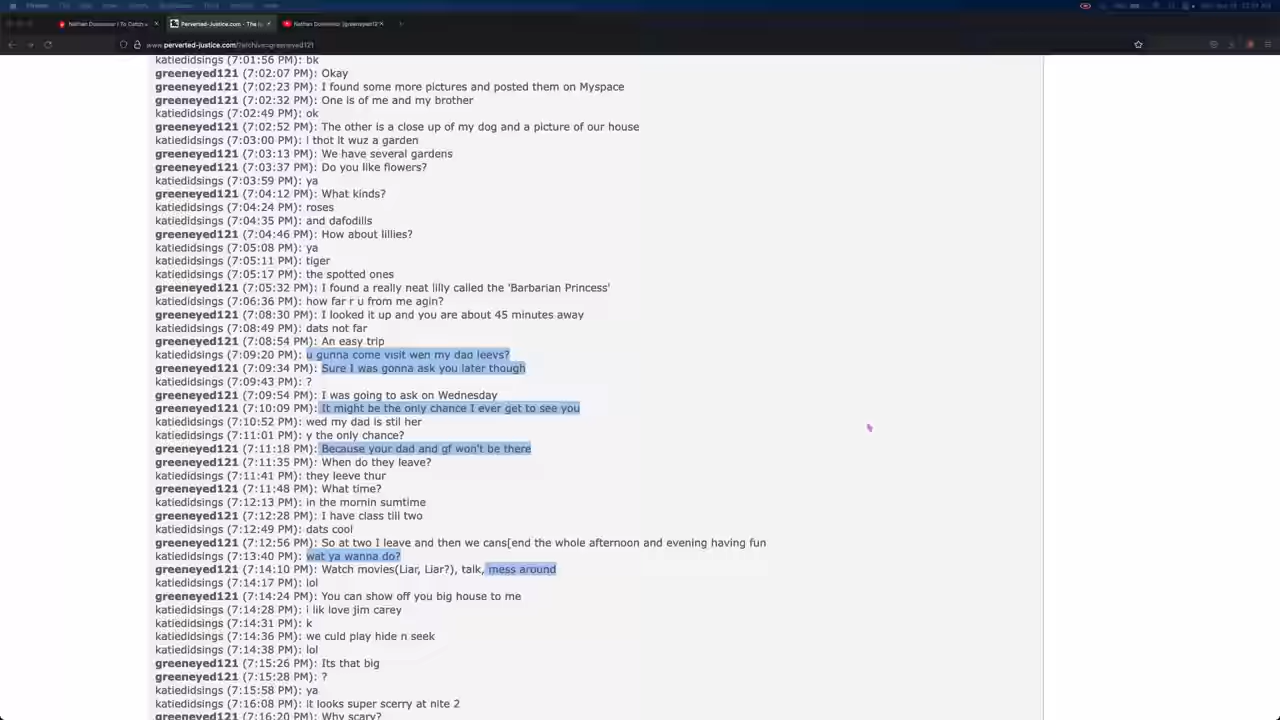 Nathan
Perverted-Justice.com - The
Nathan
www.perverted-justice.com/?archive=greeneyed121
katiedidsings (7:01:56 PM): bk
greeneyed121 (7:02:07 PM): Okay
greeneyed121 (7:02:23 PM): I found some more pictures and posted them on Myspace
greeneyed121 (7:02:32 PM): One is of me and my brother
katiedidsings (7:02:49 PM): ok
greeneyed121 (7:02:52 PM): The other is a close up of my dog and a picture of our house
katiedidsings (7:03:00 PM): i thot it wuz a garden
greeneyed121 (7:03:13 PM): We have several gardens
greeneyed121 (7:03:37 PM): Do you like flowers?
katiedidsings (7:03:59 PM): ya
greeneyed121 (7:04:12 PM): What kinds?
katiedidsings (7:04:24 PM): roses
katiedidsings (7:04:35 PM): and dafodills
greeneyed121 (7:04:46 PM): How about lillies?
katiedidsings (7:05:08 PM): ya
katiedidsings (7:05:11 PM): tiger
katiedidsings (7:05:17 PM): the spotted ones
greeneyed121 (7:05:32 PM): I found a really neat lilly called the 'Barbarian Princess'
katiedidsings (7:06:36 PM): how far r u from me agin?
greeneyed121 (7:08:30 PM): I looked it up and you are about 45 minutes away
katiedidsings (7:08:49 PM): dats not far
greeneyed121 (7:08:54 PM): An easy trip
katiedidsings (7:09:20 PM): u gunna come visit wen my dad leevs?
greeneyed121 (7:09:34 PM): Sure I was gonna ask you later though
katiedidsings (7:09:43 PM): ?
greeneyed121 (7:09:54 PM): I was going to ask on Wednesday
greeneyed121 (7:10:09 PM): It might be the only chance I ever get to see you
katiedidsings (7:10:52 PM): wed my dad is stil her
katiedidsings (7:11:01 PM): y the only chance?
greeneyed121 (7:11:18 PM): Because your dad and gf won't be there
greeneyed121 (7:11:35 PM): When do they leave?
katiedidsings (7:11:41 PM): they leeve thur
greeneyed121 (7:11:48 PM): What time?
katiedidsings (7:12:13 PM): in the mornin sumtime
greeneyed121 (7:12:28 PM): I have class till two
katiedidsings (7:12:49 PM): dats cool
greeneyed121 (7:12:56 PM): So at two I leave and then we cans[end the whole afternoon and evening having fun
katiedidsings (7:13:40 PM): wat ya wanna do?
greeneyed121 (7:14:10 PM): Watch movies(Liar, Liar?), talk, mess around
katiedidsings (7:14:17 PM): lol
greeneyed121 (7:14:24 PM): You can show off you big house to me
katiedidsings (7:14:28 PM): i lik love jim carey
katiedidsings (7:14:31 PM): k
katiedidsings (7:14:36 PM): we culd play hide n seek
katiedidsings (7:14:38 PM): lol
greeneyed121 (7:15:26 PM): Its that big
greeneyed121 (7:15:28 PM): ?
katiedidsings (7:15:58 PM): ya
katiedidsings (7:16:08 PM): it looks super scerry at nite 2
greeneyed121 (7:16:20 PM): Why scary?